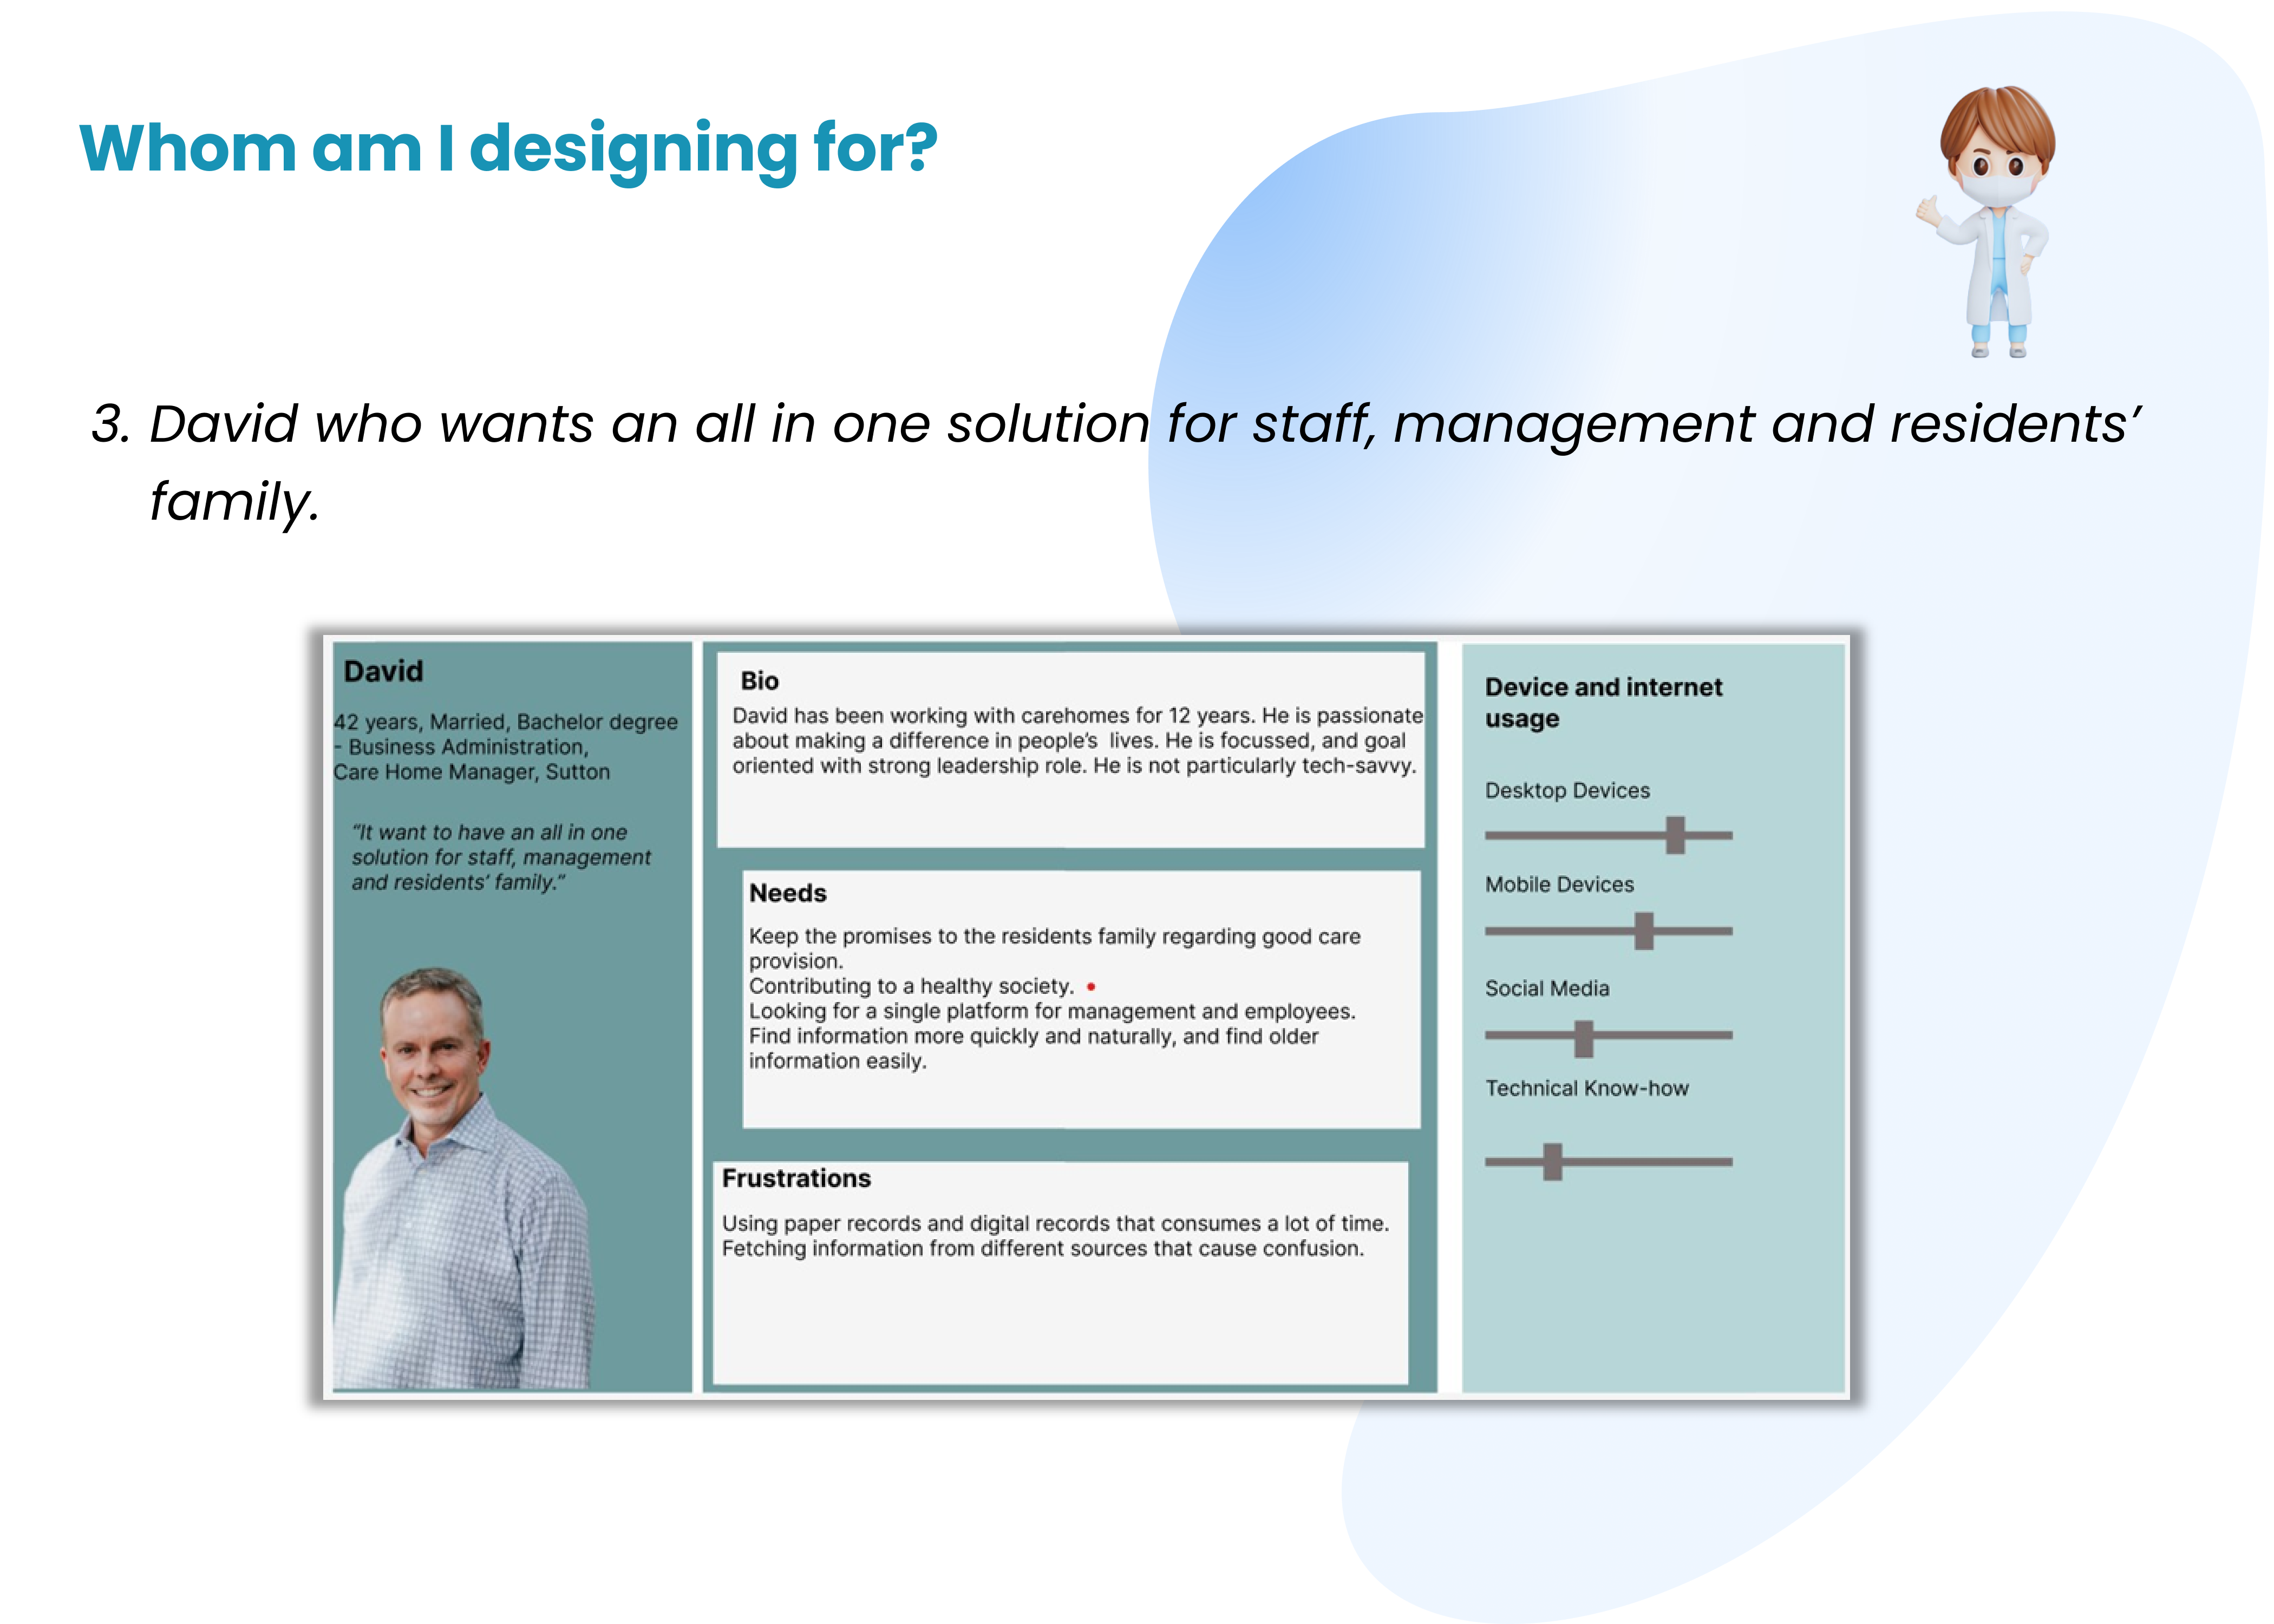 Whom am I designing for?
3. David who wants an all in one solution for staff, management and residents’
family.
David
42 years, Married, Bachelor degree
- Business Administration,
Care Home Manager, Sutton
“It want to have an all in one
solution for staff, management
and residents’ family.”
Bio
David has been working with carehomes for 12 years. He is passionate
about making a difference in people’s  lives. He is focussed, and goal
oriented with strong leadership role. He is not particularly tech-savvy.
Needs
Keep the promises to the residents family regarding good care
provision.
Contributing to a healthy society.
Looking for a single platform for management and employees.
Find information more quickly and naturally, and find older
information easily.
Frustrations
Using paper records and digital records that consumes a lot of time.
Fetching information from different sources that cause confusion.
Device and internet
usage
Desktop Devices
Mobile Devices
Social Media
Technical Know-how